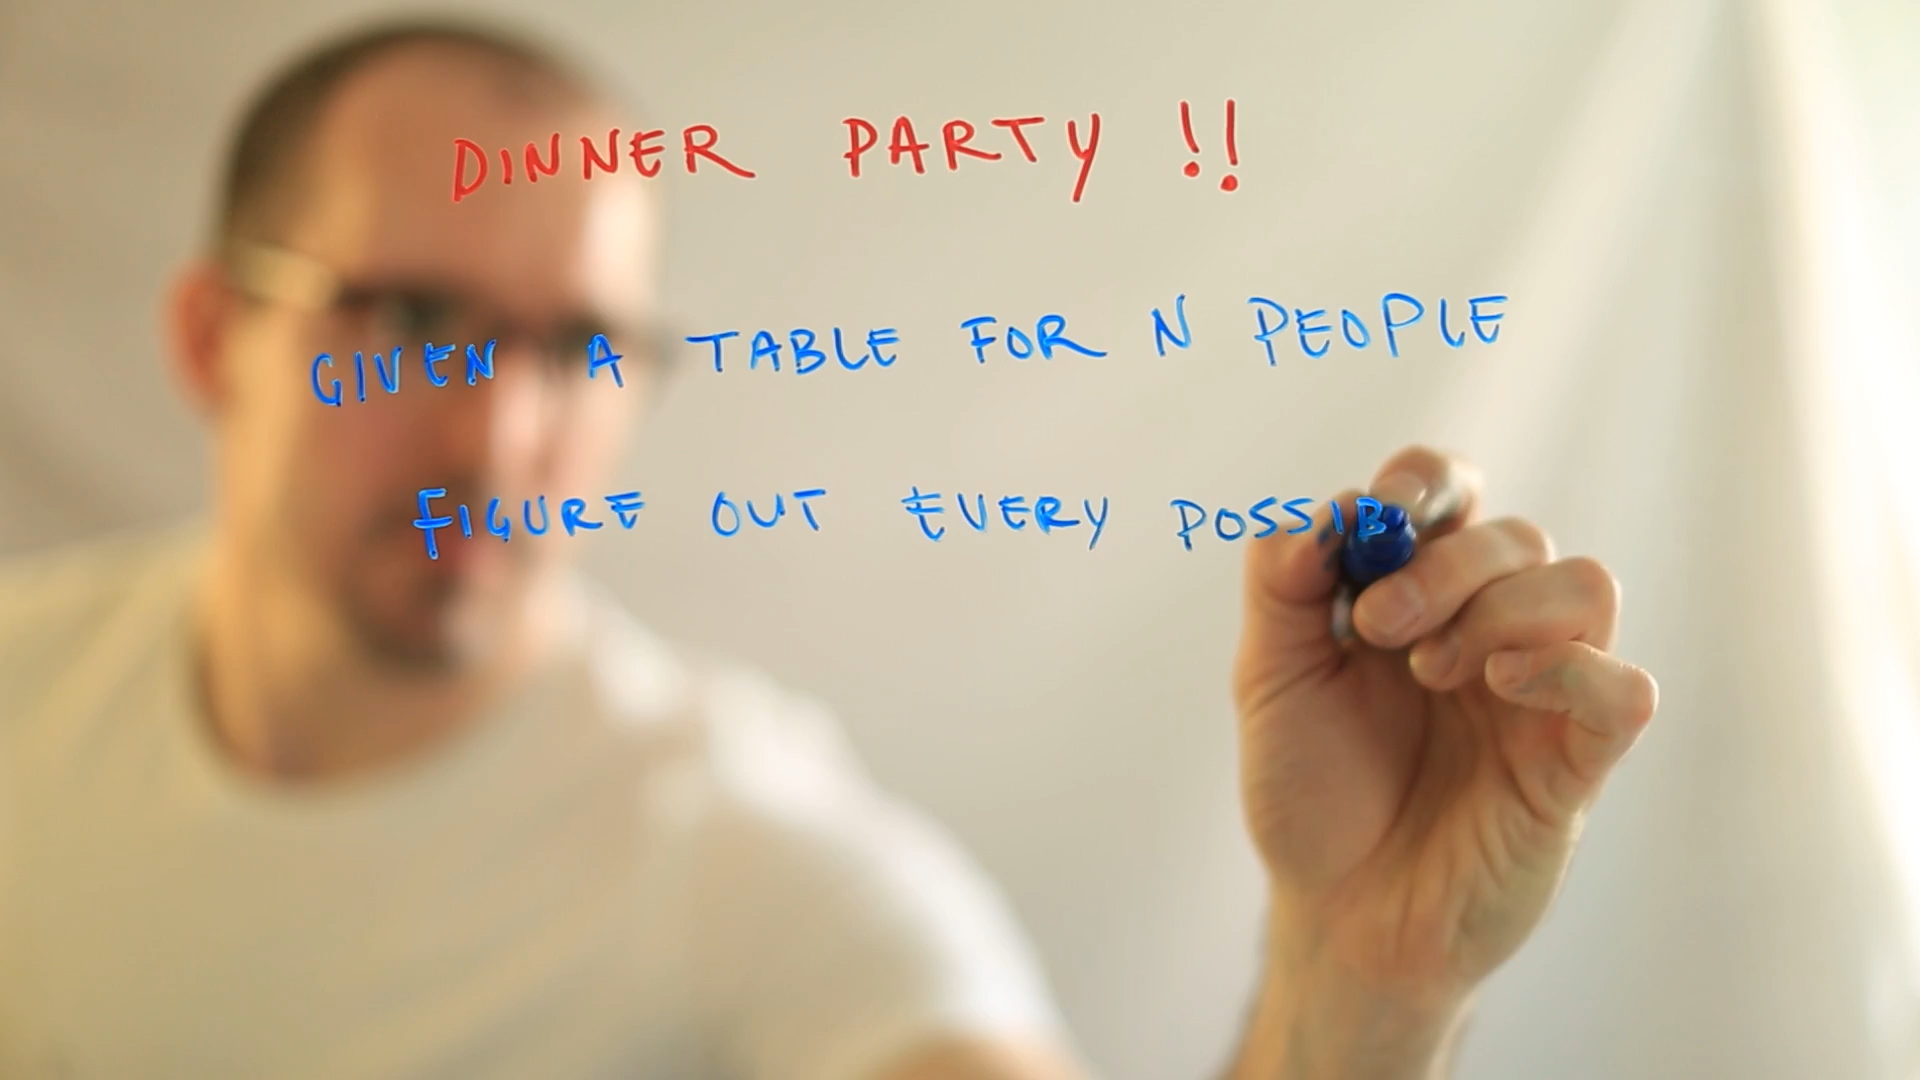 DINNER PARTY !!
GIVEN A TABLE FOR N PEOPLE
FIGURE OUT EVERY POSSIB